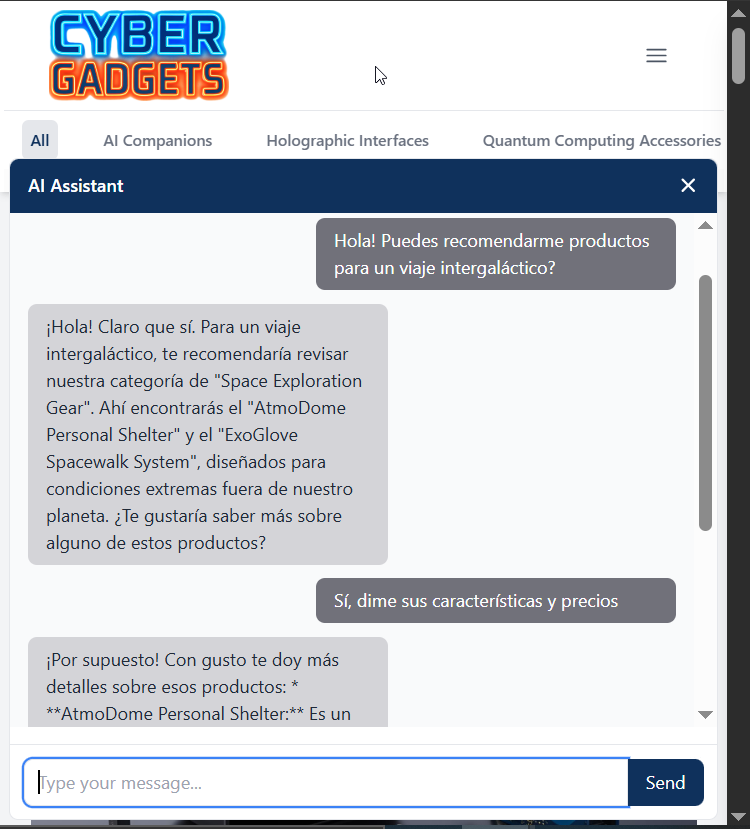 CYBER
GADGETS
All AI Companions Holographic Interfaces Quantum Computing Accessories
AI Assistant
Hola! Puedes recomendarme productos
para un viaje intergaláctico?
¡Hola! Claro que sí. Para un viaje
intergaláctico, te recomendaría revisar
nuestra categoría de "Space Exploration
Gear". Ahí encontrarás el "AtmoDome
Personal Shelter" y el "ExoGlove
Spacewalk System", diseñados para
condiciones extremas fuera de nuestro
planeta. ¿Te gustaría saber más sobre
alguno de estos productos?
Sí, dime sus características y precios
¡Por supuesto! Con gusto te doy más
detalles sobre esos productos: *
**AtmoDome Personal Shelter:** Es un
Type your message...
Send